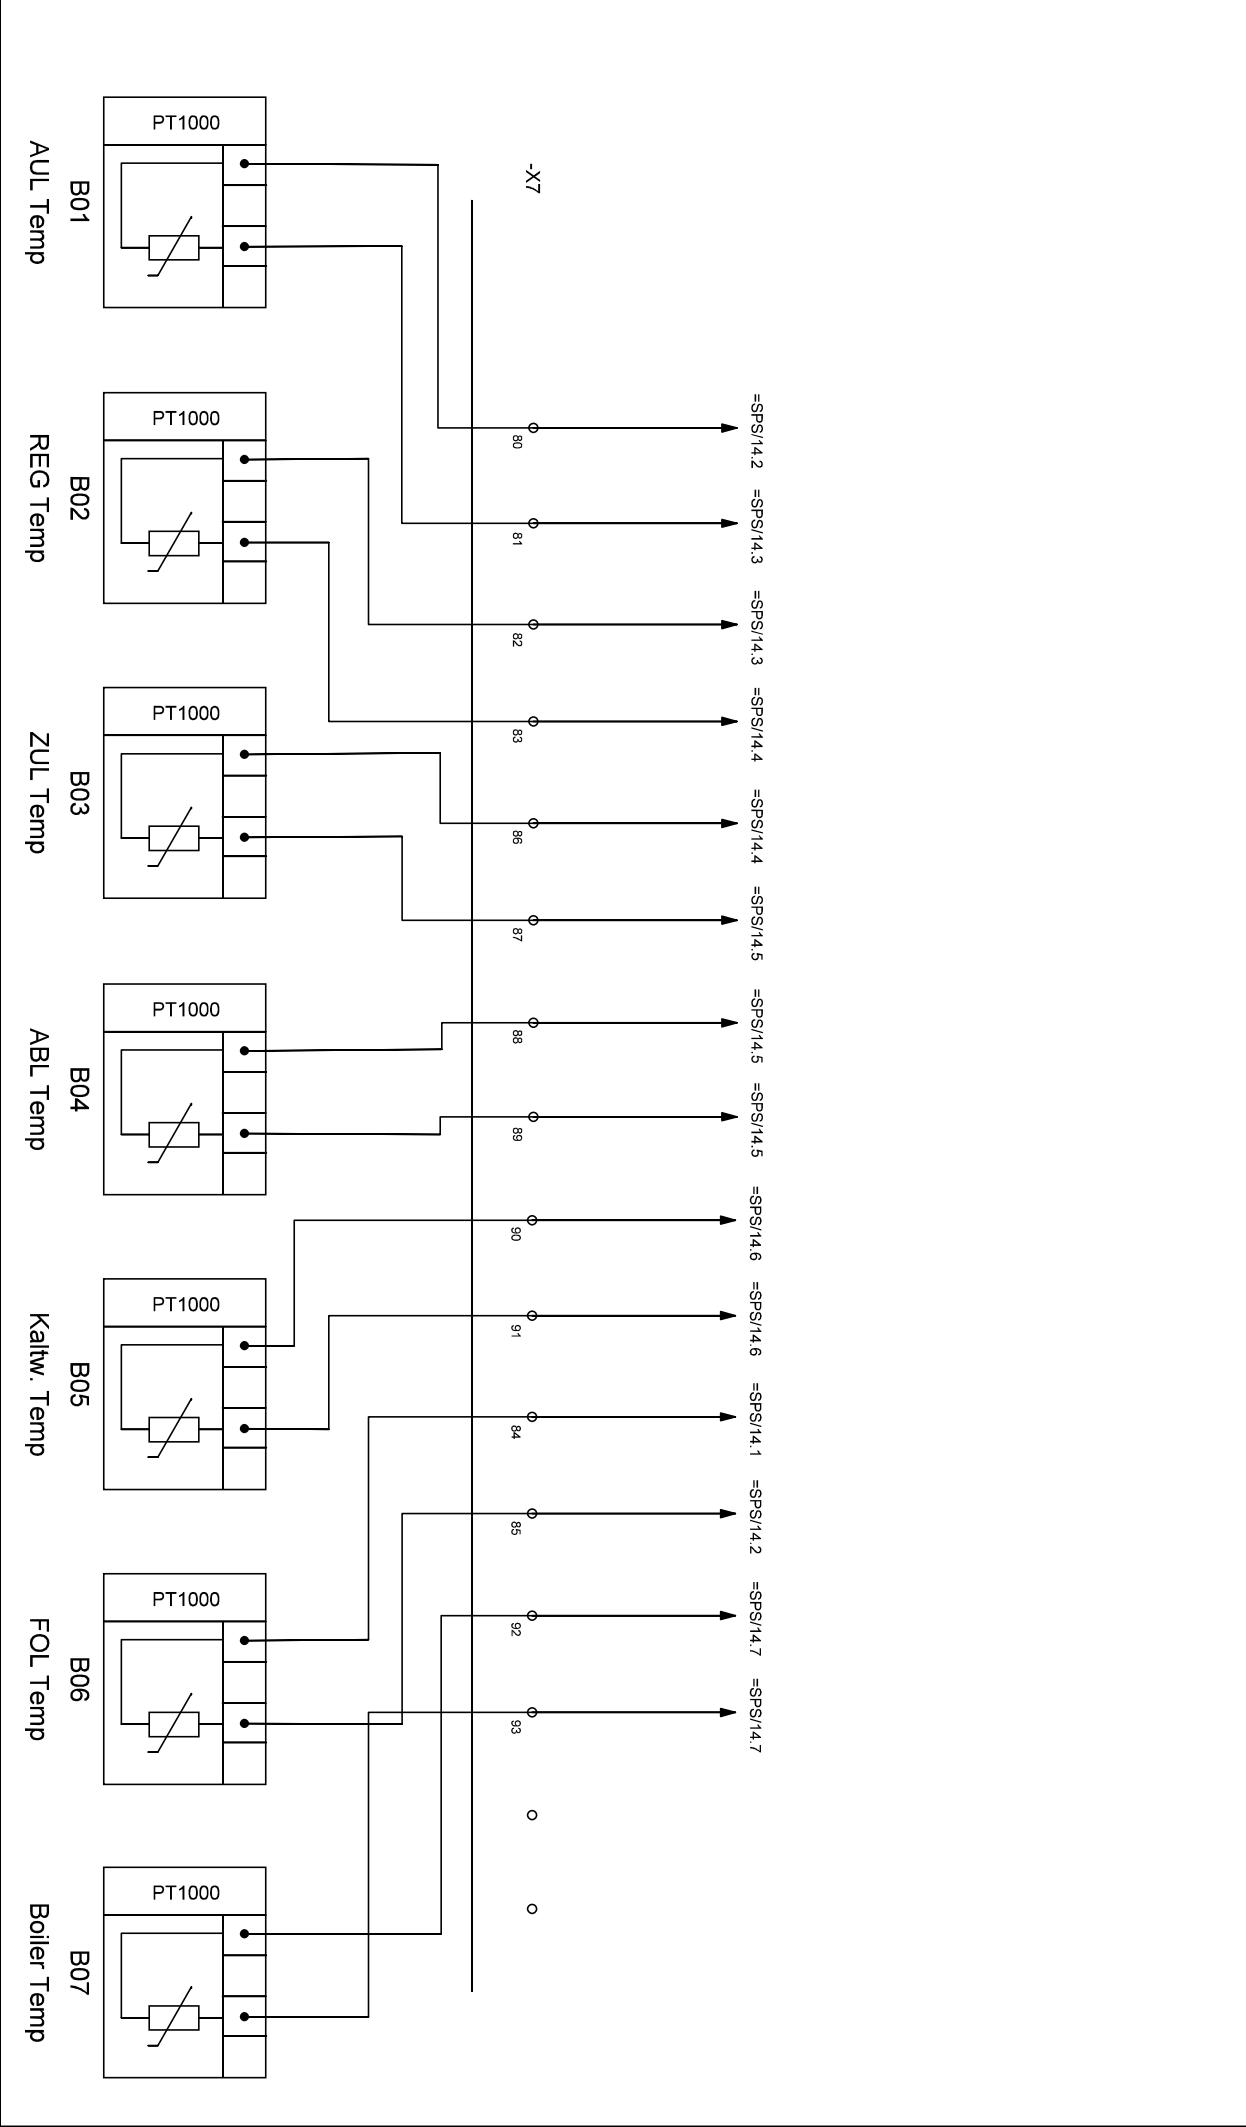 =SPS/14.2
=SPS/14.3
=SPS/14.3
=SPS/14.4
=SPS/14.4
=SPS/14.5
=SPS/14.5
=SPS/14.5
=SPS/14.6
=SPS/14.6
=SPS/14.1
=SPS/14.2
=SPS/14.7
=SPS/14.7
-X7
80
81
82
83
86
87
88
89
90
91
84
85
92
93
PT1000
PT1000
PT1000
PT1000
PT1000
PT1000
PT1000
B01
B02
B03
B04
B05
B06
B07
AUL Temp
REG Temp
ZUL Temp
ABL Temp
Kaltw. Temp
FOL Temp
Boiler Temp